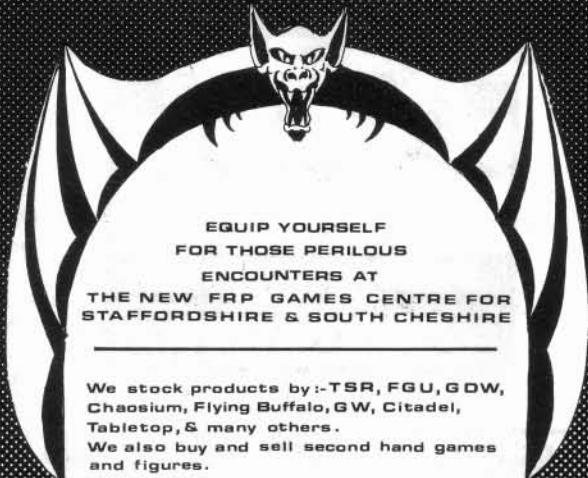 EQUIP YOURSELF
FOR THOSE PERILOUS
ENCOUNTERS AT
THE NEW FRP GAMES CENTRE FOR
STAFFORDSHIRE & SOUTH CHESHIRE
We stock products by:-TSR, FGU, GDW,
Chaosium, Flying Buffalo, GW, Citadel,
Tabletop, & many others.
We also buy and sell second hand games
and figures.